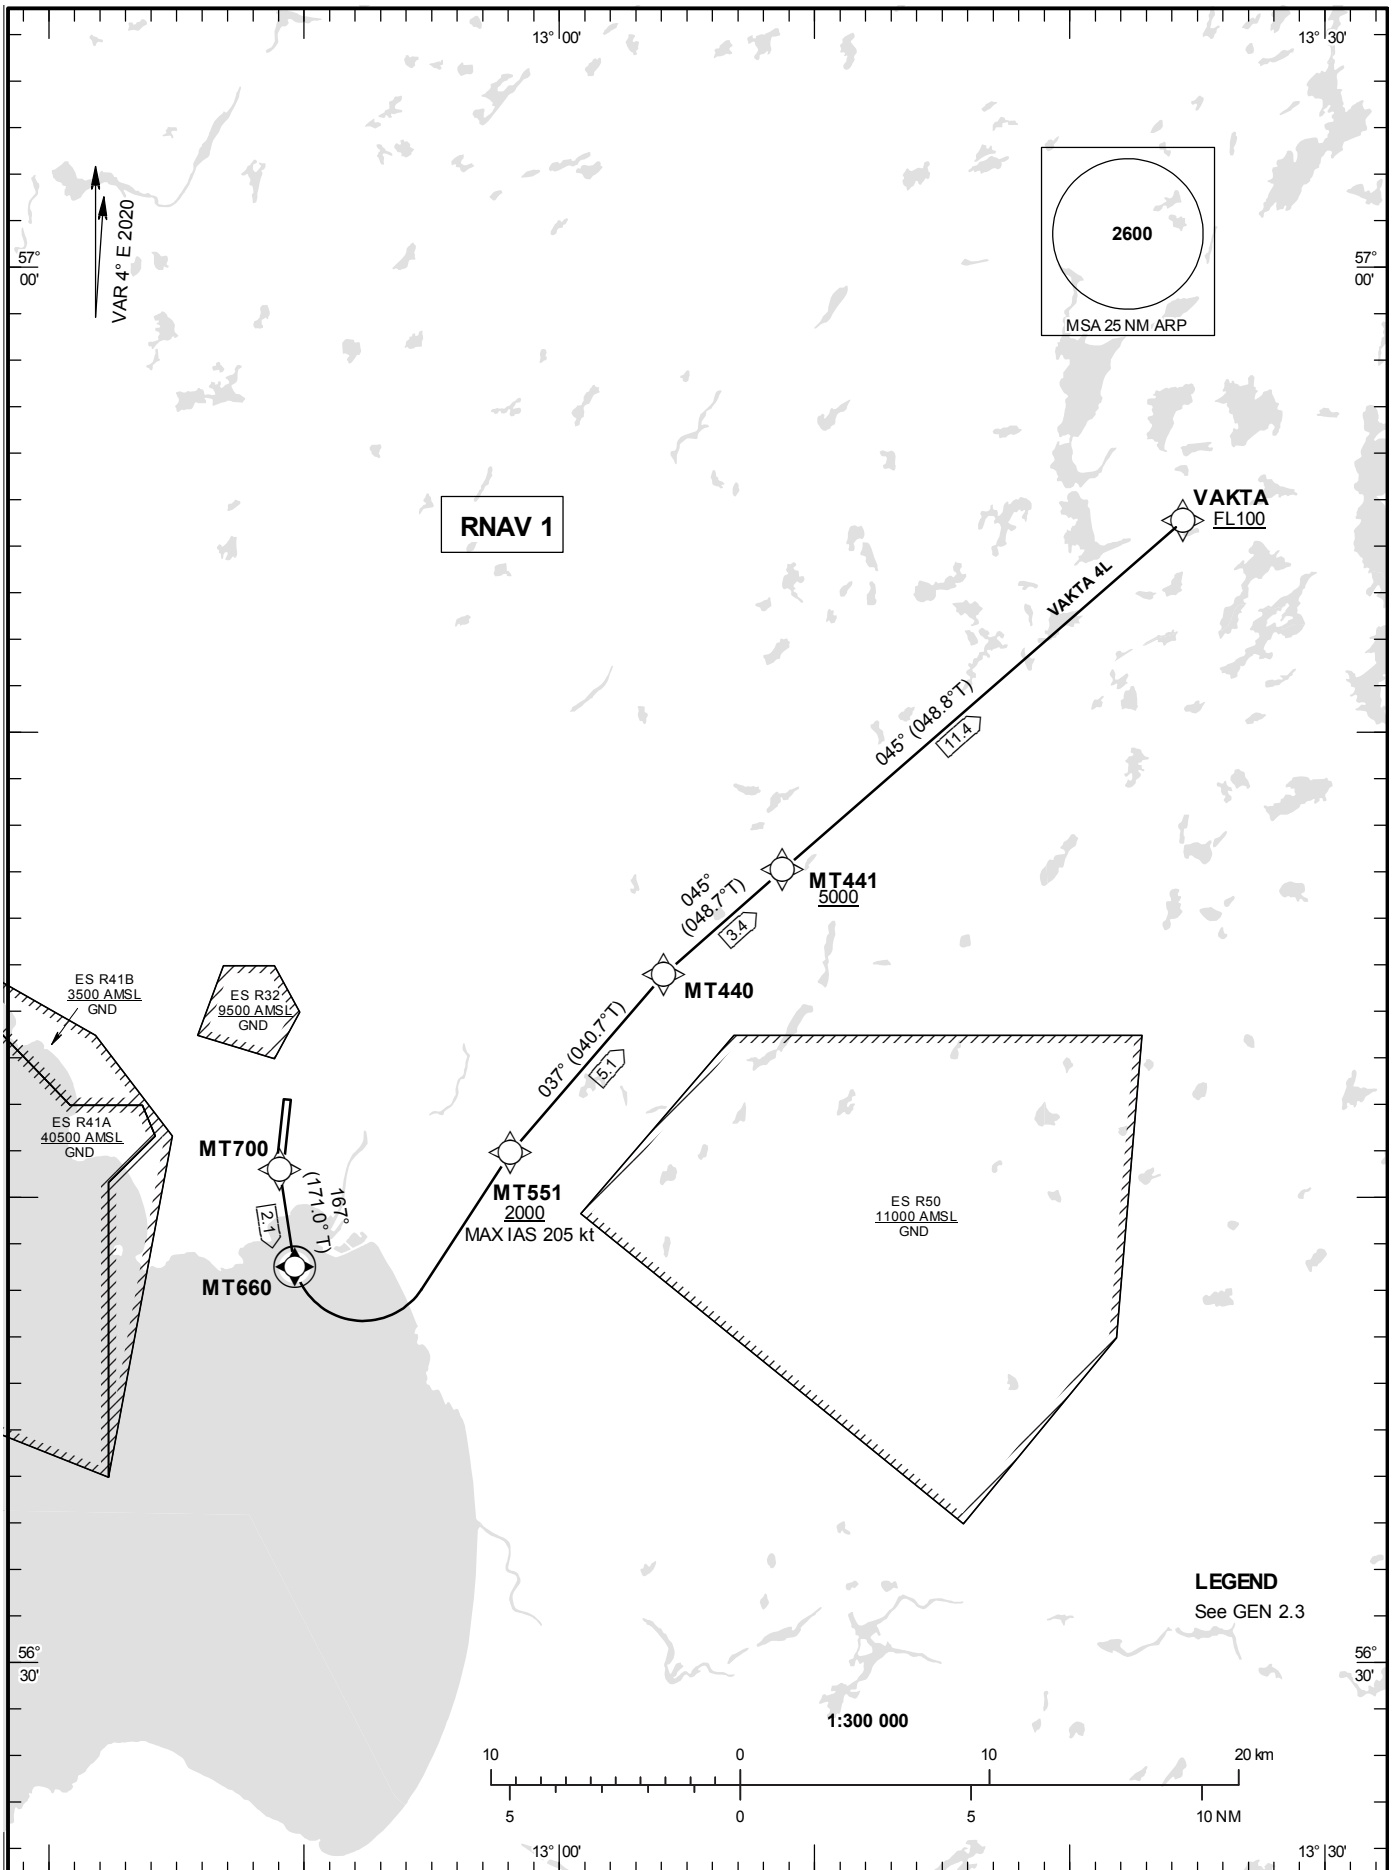 13° 00'
13° 30'
VAR 4° E 2020
2600
MSA 25 NM ARP
57°
00'
57°
00'
RNAV 1
VAKTA
FL100
VAKTA 4L
045° (048.8°T)
11.4
MT441
5000
045°
(048.7°T)
3.4
MT440
037° (040.7°T)
5.1
ES R41B
3500 AMSL
GND
ES R32
9500 AMSL
GND
ES R41A
40500 AMSL
GND
MT700
167°
(171.0°T)
2.1
MT660
MT551
2000
MAX IAS 205 kt
ES R50
11000 AMSL
GND
LEGEND
See GEN 2.3
56°
30'
56°
30'
1:300 000
10 0 10 20 km
5 0 5 10 NM
13° 00'
13° 30'